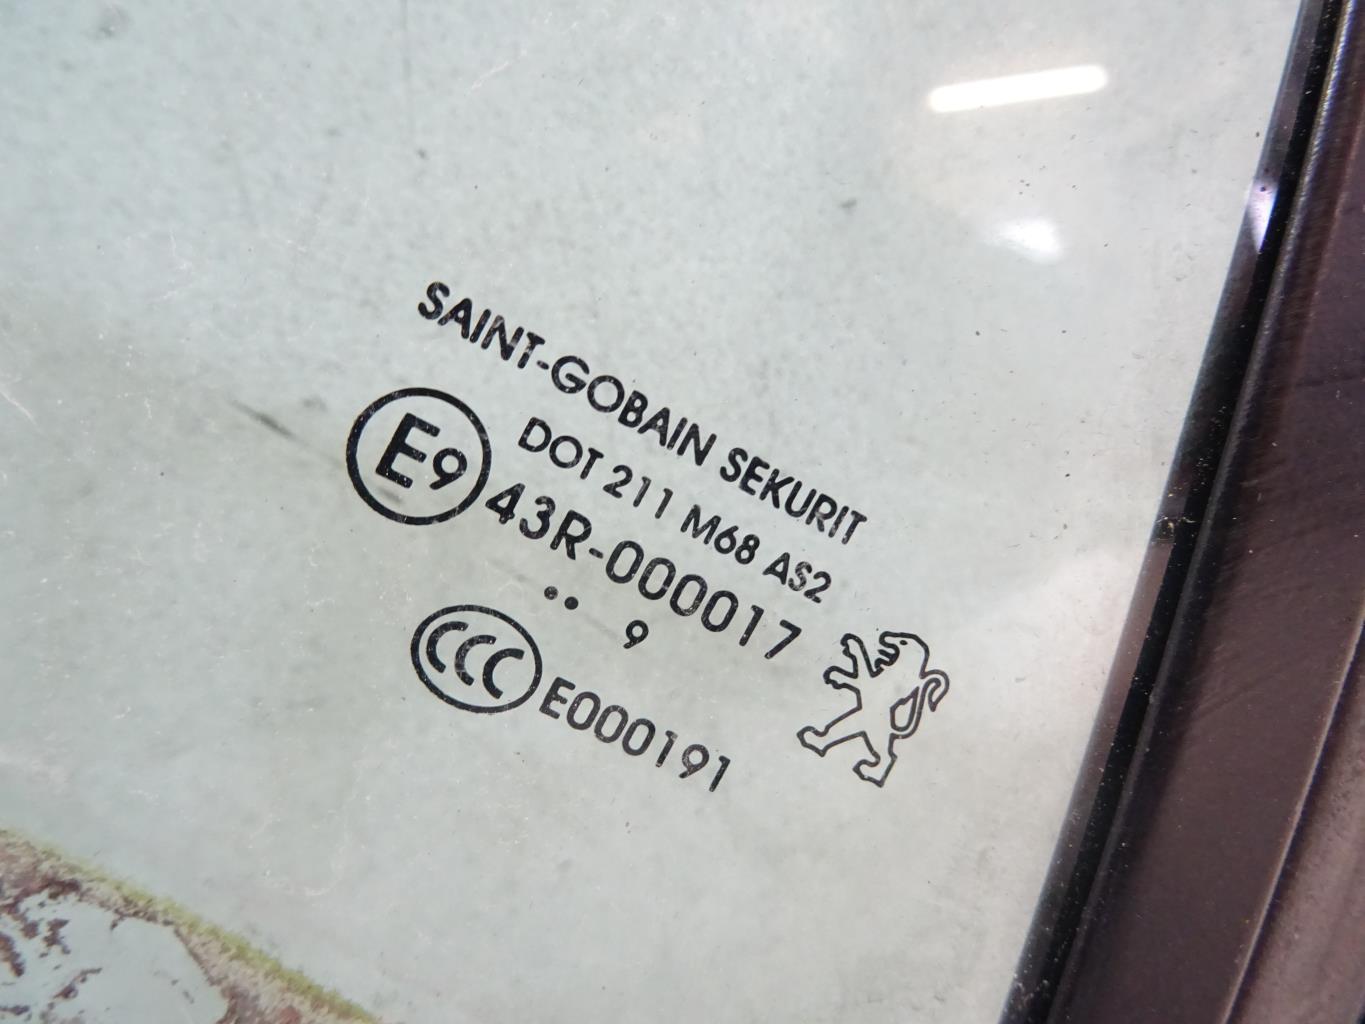 SAINT-GOBAIN SEKURIT
DOT 211 M68 AS2
E9 43R-000017
.. 9
CCC E000191